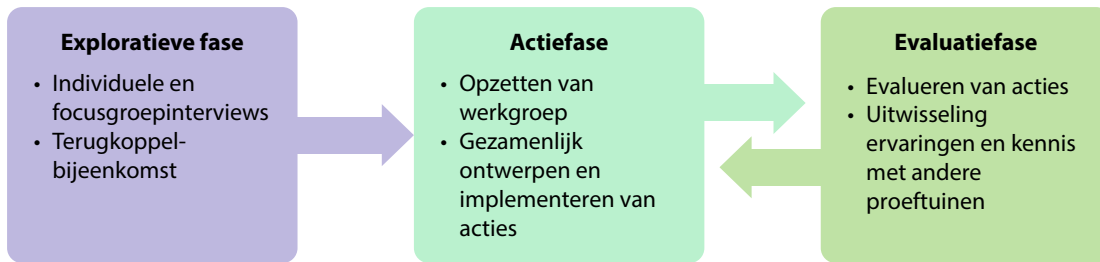 Exploratieve fase
• Individuele en
focusgroepinterviews
• Terugkoppel-
bijeenkomst
Actiefase
• Opzetten van
werkgroep
• Gezamenlijk
ontwerpen en
implementeren van
acties
Evaluatiefase
• Evalueren van acties
• Uitwisseling
ervaringen en kennis
met andere
proeftuinen